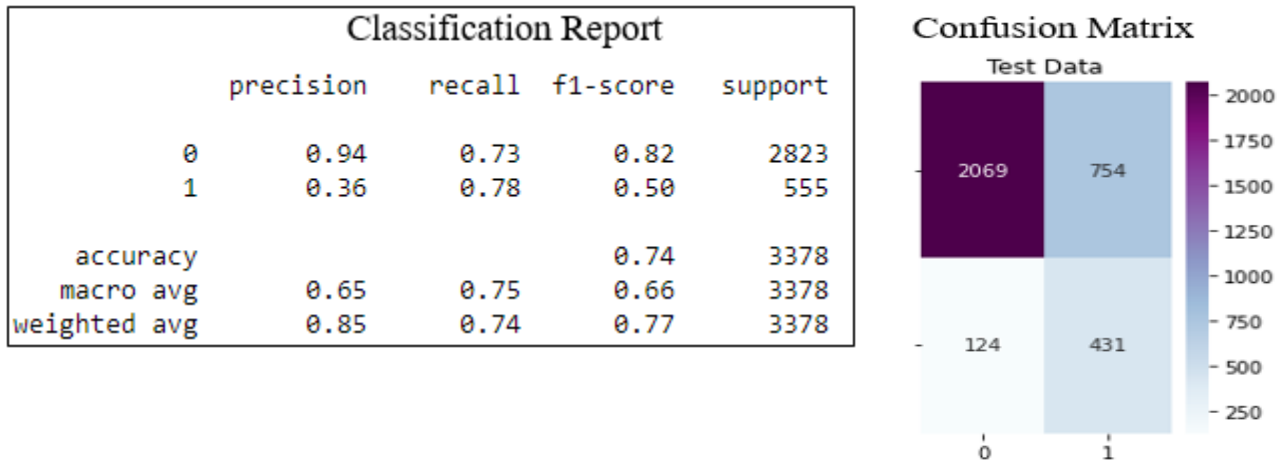 Classification Report
precision recall f1-score support
0 0.94 0.73 0.82 2823
1 0.36 0.78 0.50 555
accuracy 0.74 3378
macro avg 0.65 0.75 0.66 3378
weighted avg 0.85 0.74 0.77 3378
Confusion Matrix
Test Data
2069 754
124 431
0 1
2000
1750
1500
1250
1000
750
500
250